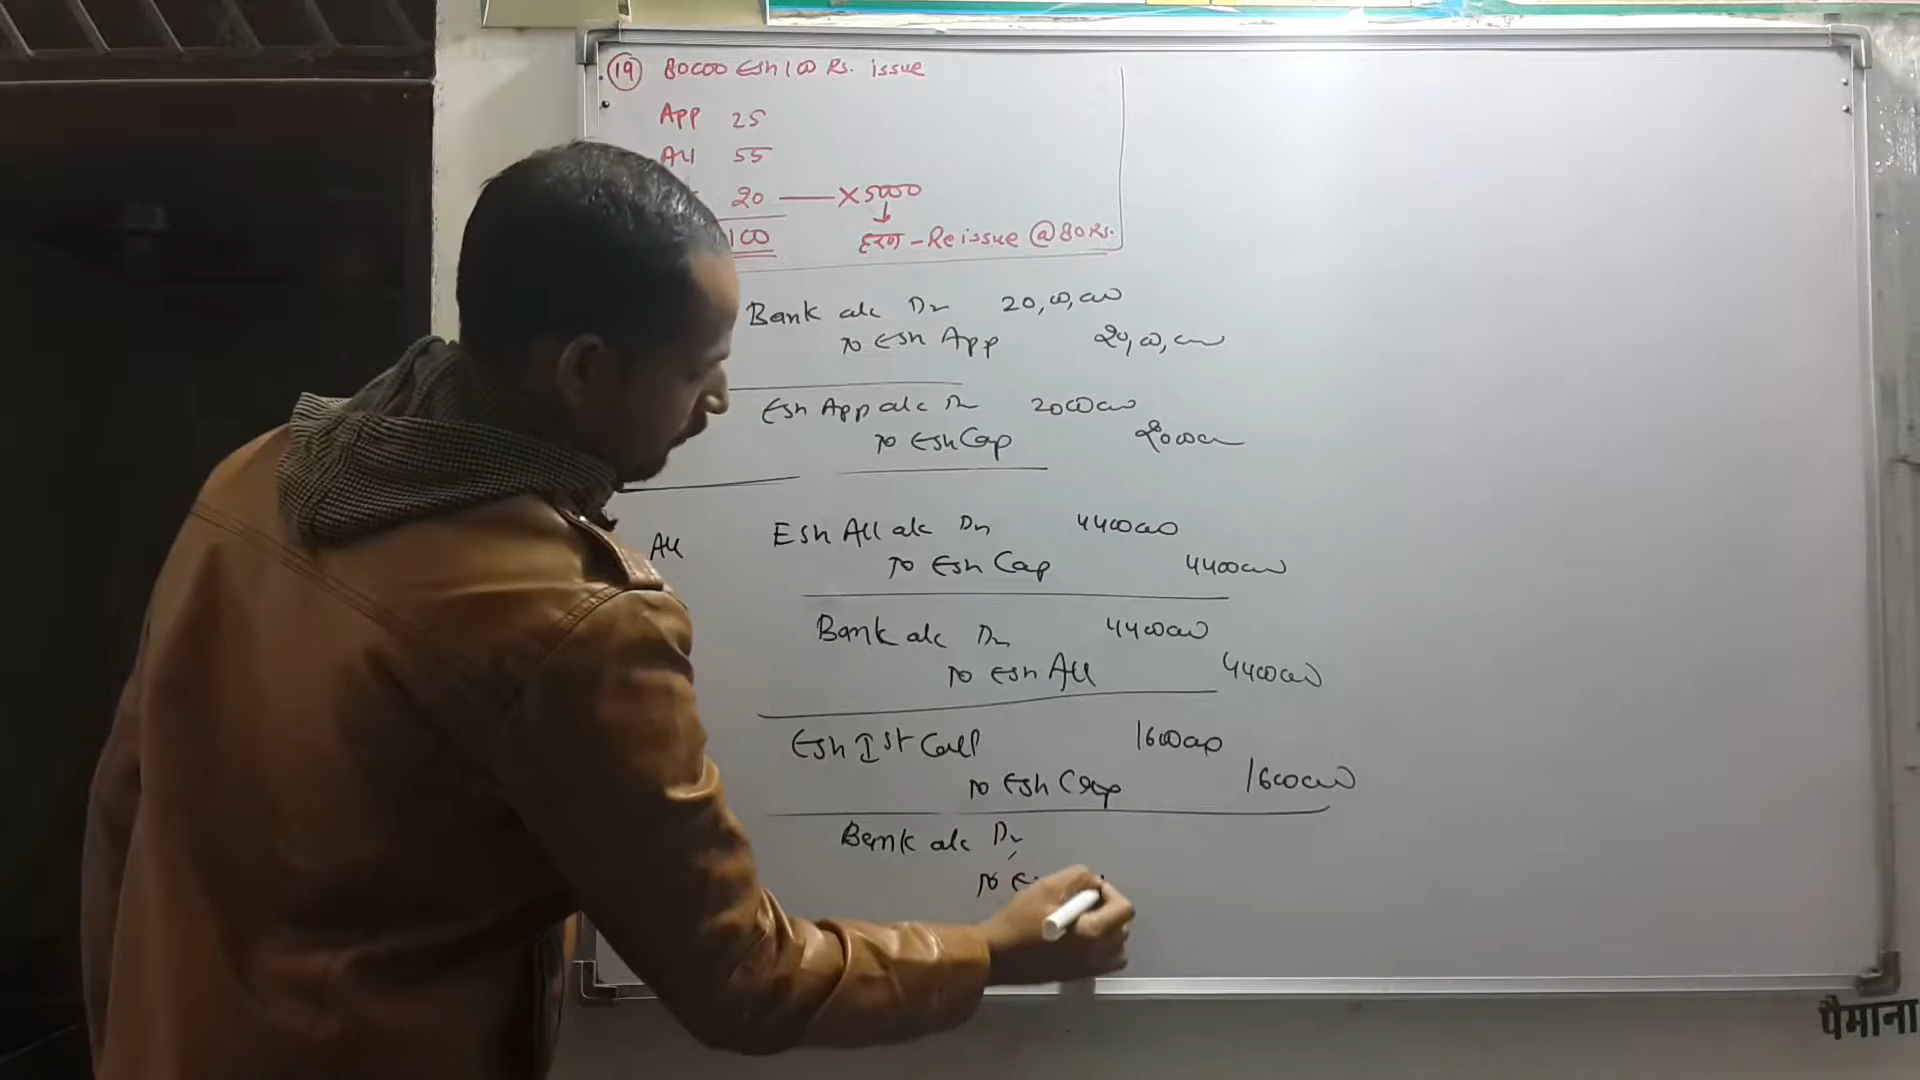 19 80000 Esh 100 Rs. issue
App 25
All 55
20 — × 5000
100 हरण - Reissue @ 80 Rs.
Bank a/c Dr 20,00,000
To Esh App 20,00,000
Esh App a/c Dr 2000000
To Esh Cap 2000000
All Esh All a/c Dr 4400000
To Esh Cap 4400000
Bank a/c Dr 4400000
To Esh All 4400000
Esh Ist Call 1600000
To Esh Cap 1600000
Bank a/c Dr
To
पैमाना